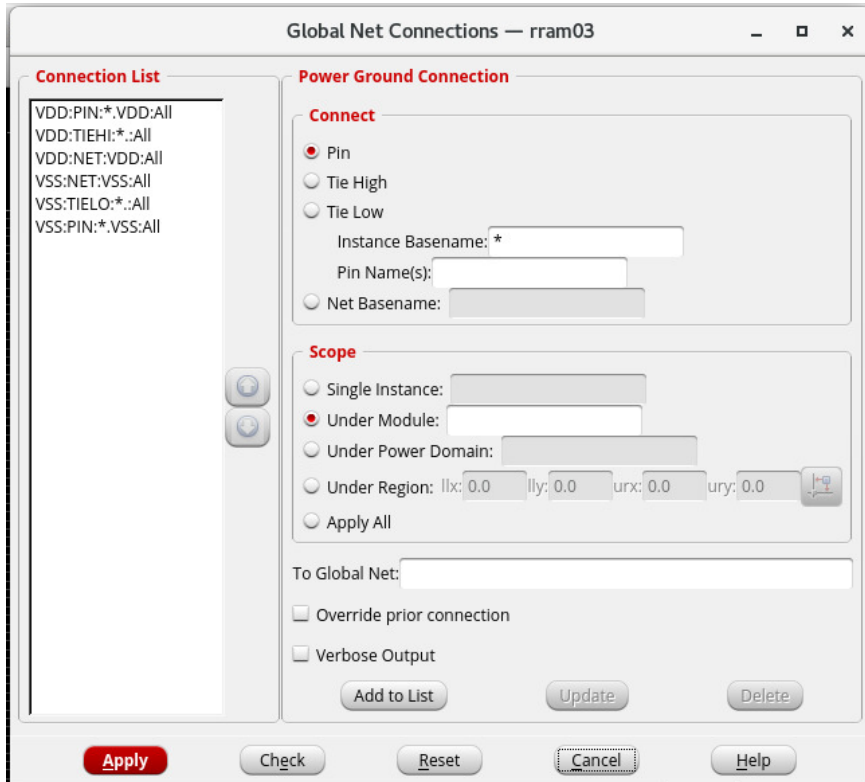 Global Net Connections — rram03
Connection List
VDD:PIN:*.VDD:All
VDD:TIEHI:*.:All
VDD:NET:VDD:All
VSS:NET:VSS:All
VSS:TIELO:*.:All
VSS:PIN:*.VSS:All
Power Ground Connection
Connect
Pin
Tie High
Tie Low
Instance Basename: *
Pin Name(s):
Net Basename:
Scope
Single Instance:
Under Module:
Under Power Domain:
Under Region: llx: 0.0 lly: 0.0 urx: 0.0 ury: 0.0
Apply All
To Global Net:
Override prior connection
Verbose Output
Add to List Update Delete
Apply Check Reset Cancel Help